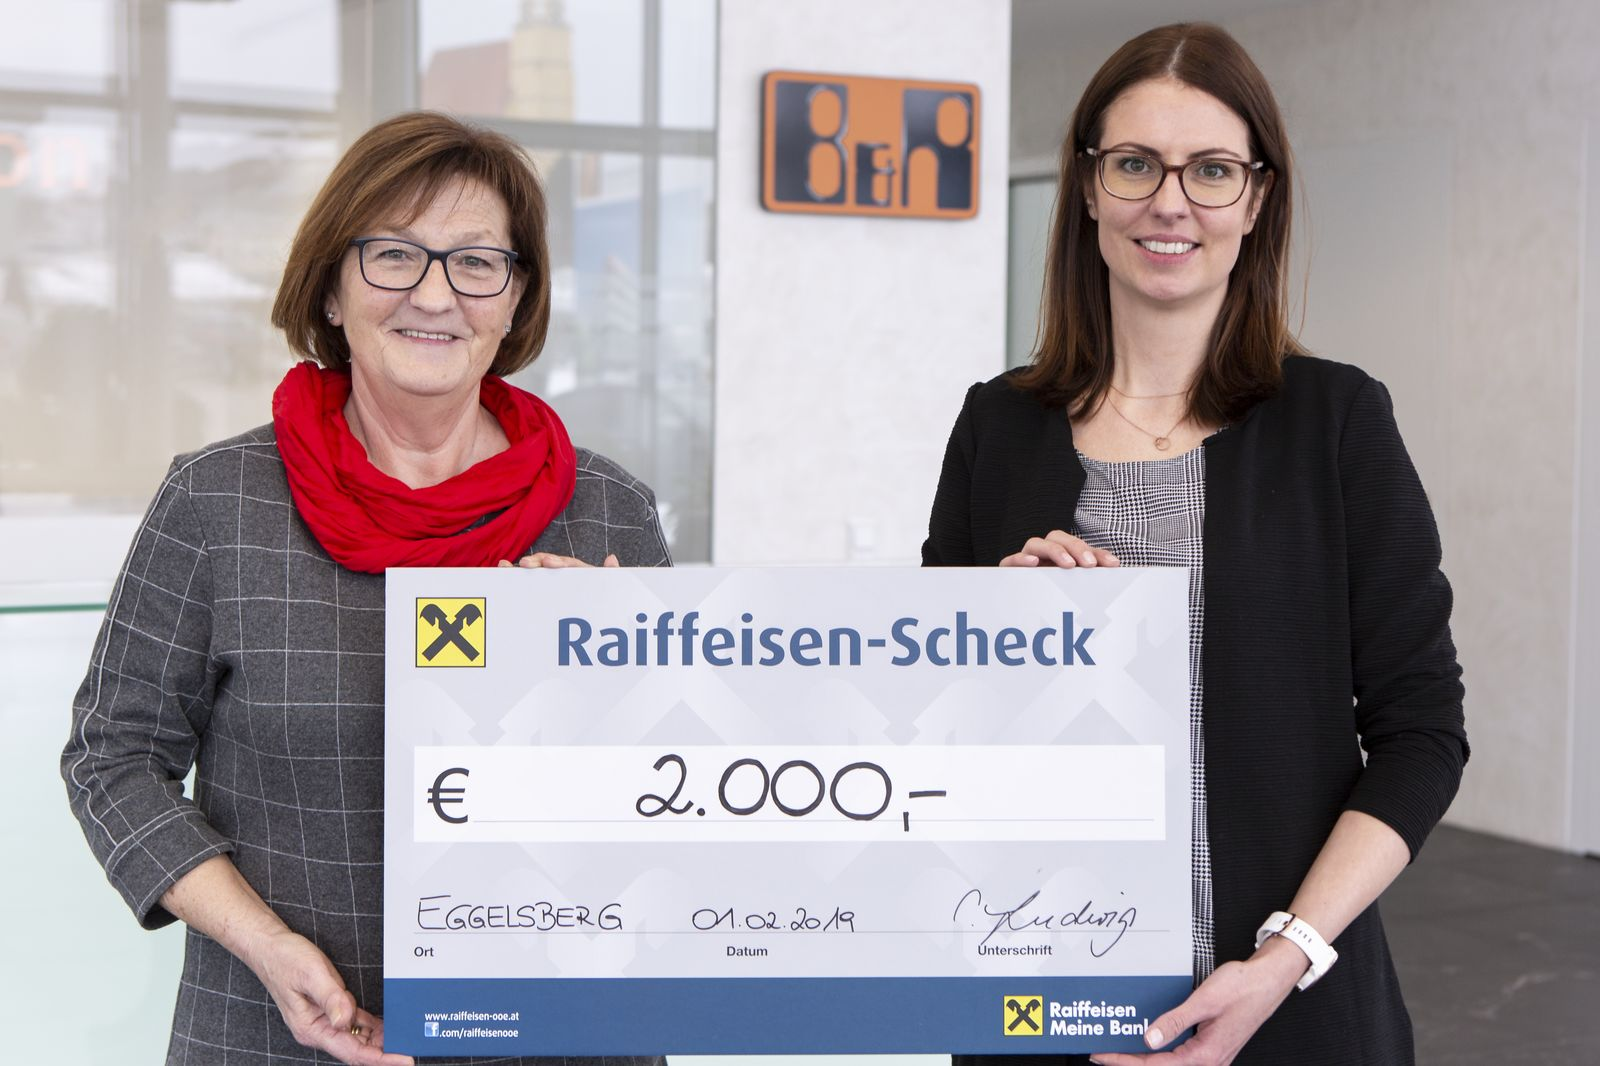 B&R
Raiffeisen-Scheck
€ 2.000,-
EGGELSBERG 01.02.2019 C. Ludwig
Ort Datum Unterschrift
www.raiffeisen-ooe.at
f.com/raiffeisenooe
Raiffeisen
Meine Bank